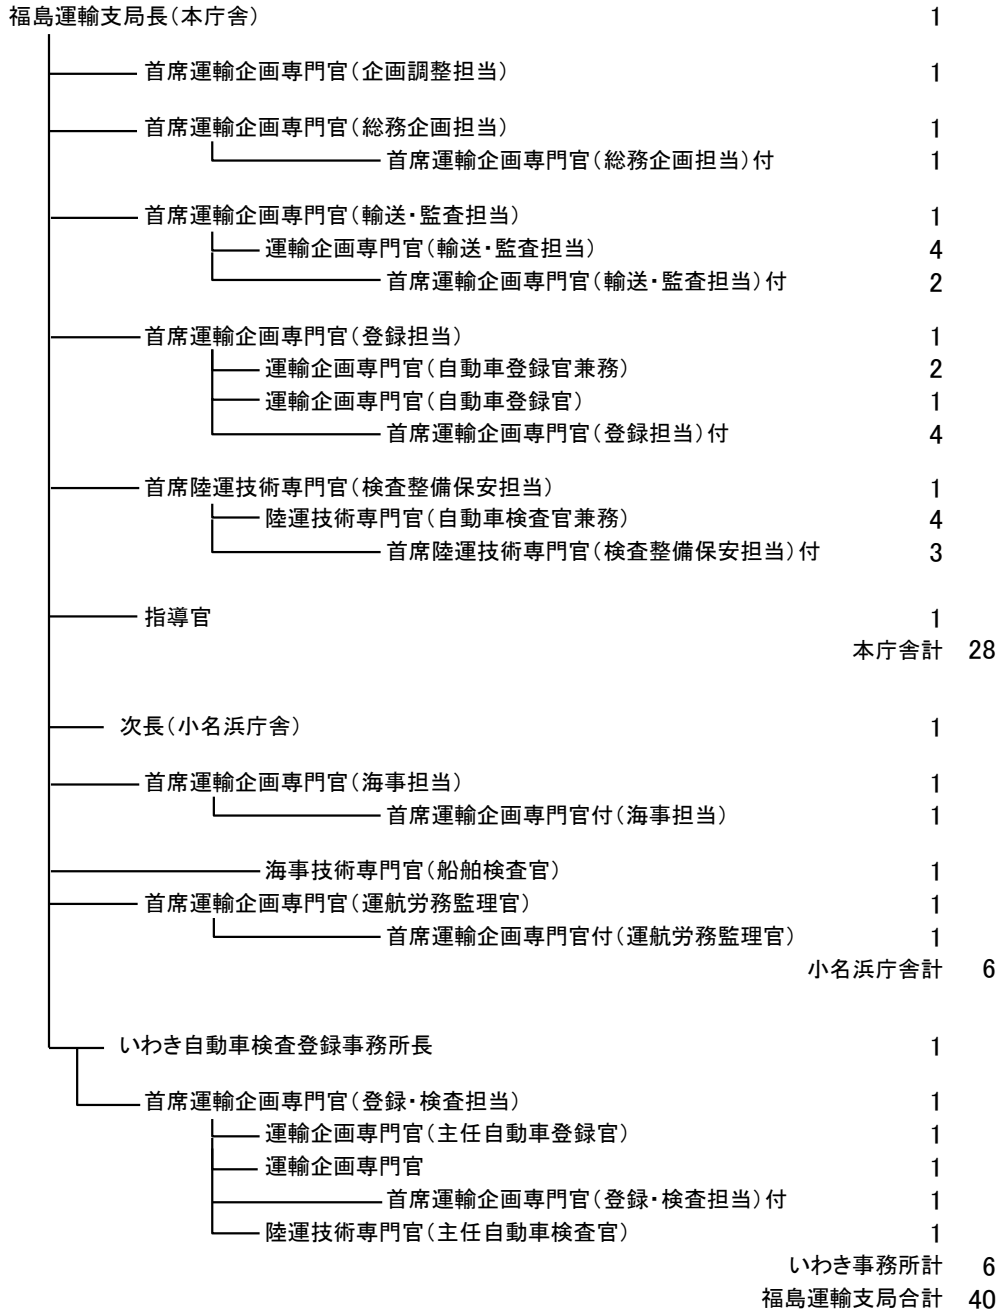 福島運輸支局長（本庁舎） 1
首席運輸企画専門官（企画調整担当） 1
首席運輸企画専門官（総務企画担当） 1
首席運輸企画専門官（総務企画担当）付 1
首席運輸企画専門官（輸送・監査担当） 1
運輸企画専門官（輸送・監査担当） 4
首席運輸企画専門官（輸送・監査担当）付 2
首席運輸企画専門官（登録担当） 1
運輸企画専門官（自動車登録官兼務） 2
運輸企画専門官（自動車登録官） 1
首席運輸企画専門官（登録担当）付 4
首席陸運技術専門官（検査整備保安担当） 1
陸運技術専門官（自動車検査官兼務） 4
首席陸運技術専門官（検査整備保安担当）付 3
指導官 1
本庁舎計 28
次長（小名浜庁舎） 1
首席運輸企画専門官（海事担当） 1
首席運輸企画専門官付（海事担当） 1
海事技術専門官（船舶検査官） 1
首席運輸企画専門官（運航労務監理官） 1
首席運輸企画専門官付（運航労務監理官） 1
小名浜庁舎計 6
いわき自動車検査登録事務所長 1
首席運輸企画専門官（登録・検査担当） 1
運輸企画専門官（主任自動車登録官） 1
運輸企画専門官 1
首席運輸企画専門官（登録・検査担当）付 1
陸運技術専門官（主任自動車検査官） 1
いわき事務所計 6
福島運輸支局合計 40